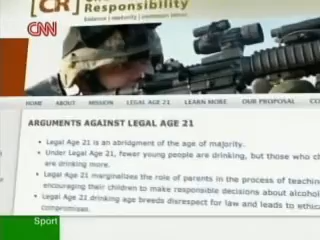 CNN
CR
Responsibility
balance | maturity | common sense
HOME ABOUT MISSION LEGAL AGE 21 LEARN MORE OUR PROPOSAL
ARGUMENTS AGAINST LEGAL AGE 21
• Legal Age 21 is an abridgment of the age of majority.
• Under Legal Age 21, fewer young people are drinking, but those who
are drinking more.
• Legal Age 21 marginalizes the role of parents in the process of
encouraging their children to make responsible decisions about
• Legal Age 21 drinking age breeds disrespect for law and leads to
compromises.
Sport